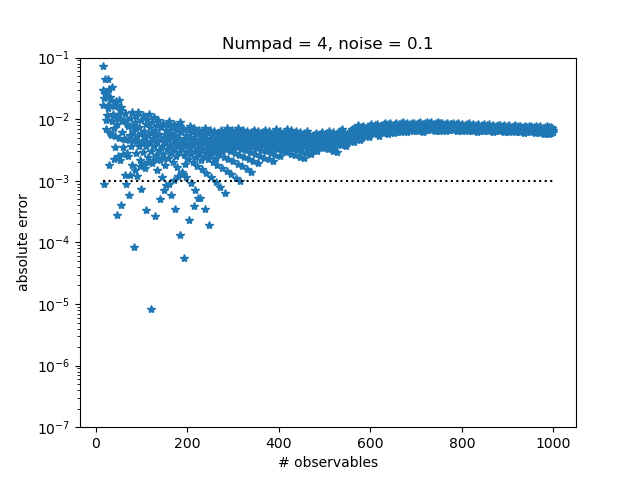 Numpad = 4, noise = 0.1
10⁻¹
10⁻²
10⁻³
10⁻⁴
10⁻⁵
10⁻⁶
10⁻⁷
absolute error
0 200 400 600 800 1000
# observables